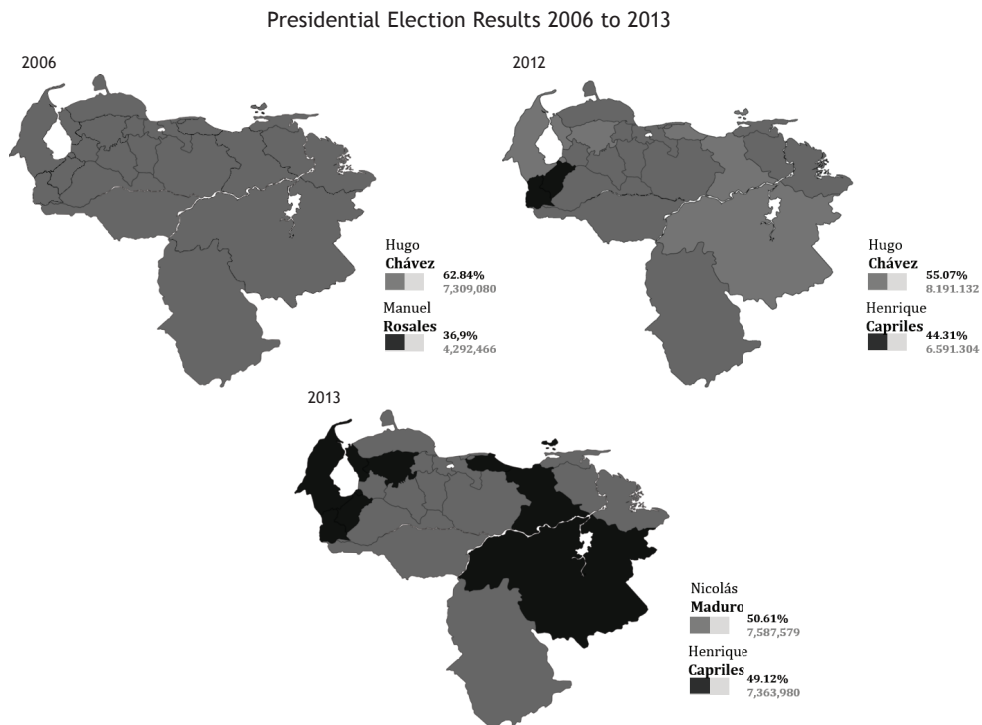 Presidential Election Results 2006 to 2013
2006
Hugo
Chávez
62.84%
7,309,080
Manuel
Rosales
36,9%
4,292,466
2012
Hugo
Chávez
55.07%
8.191.132
Henrique
Capriles
44.31%
6.591.304
2013
Nicolás
Maduro
50.61%
7,587,579
Henrique
Capriles
49.12%
7,363,980